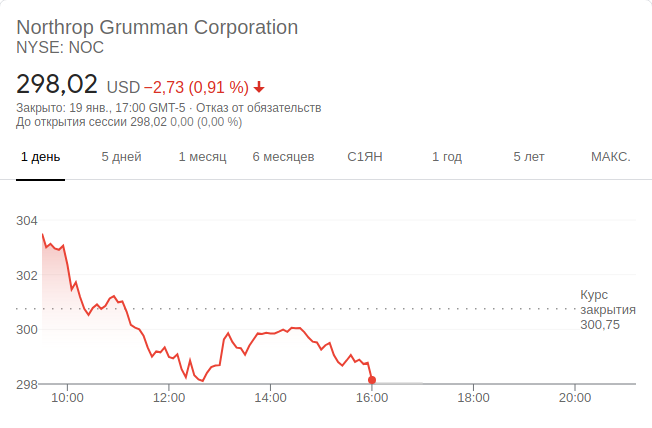 Northrop Grumman Corporation
NYSE: NOC
298,02 USD −2,73 (0,91 %)
Закрыто: 19 янв., 17:00 GMT-5 · Отказ от обязательств
До открытия сессии 298,02 0,00 (0,00 %)
1 день 5 дней 1 месяц 6 месяцев С1ЯН 1 год 5 лет МАКС.
304
302
Курс
закрытия
300,75
300
298
10:00 12:00 14:00 16:00 18:00 20:00